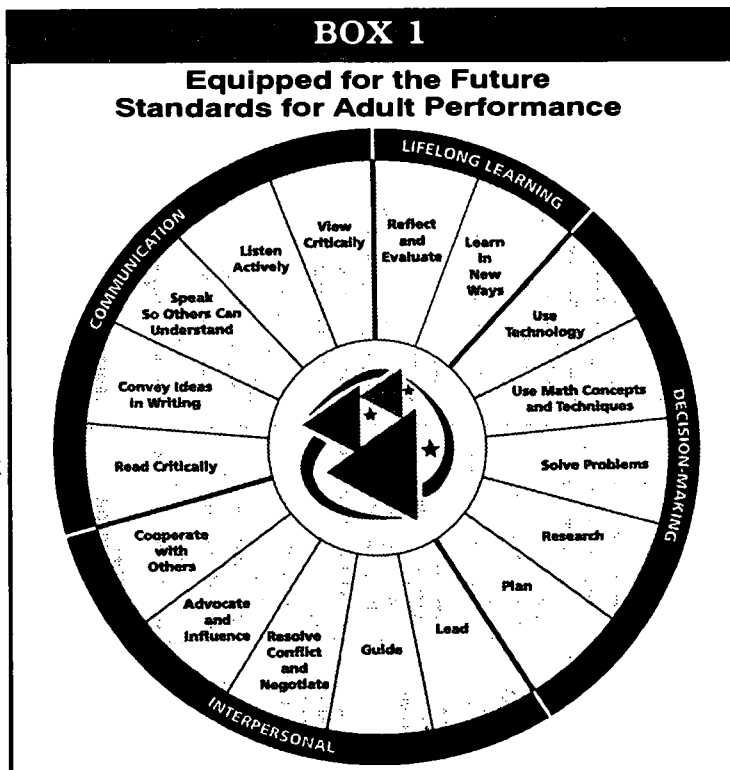 BOX 1
Equipped for the Future
Standards for Adult Performance
COMMUNICATION
View
Critically
Listen
Actively
Speak
So Others Can
Understand
Convey Ideas
in Writing
Read Critically
LIFELONG LEARNING
Reflect
and
Evaluate
Learn
In
New
Ways
DECISION-MAKING
Use
Technology
Use Math Concepts
and Techniques
Solve Problems
Research
Plan
INTERPERSONAL
Lead
Guide
Resolve
Conflict
and
Negotiate
Advocate
and
Influence
Cooperate
with
Others